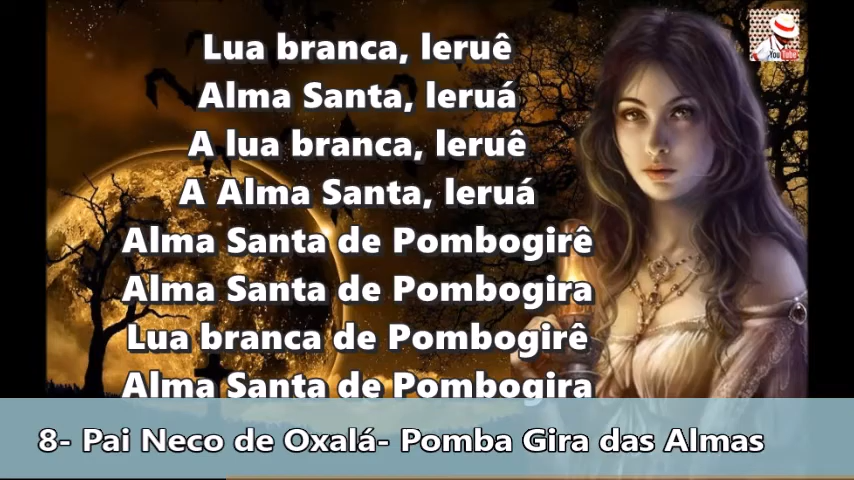 Lua branca, leruê
Alma Santa, leruá
A lua branca, leruê
A Alma Santa, leruá
Alma Santa de Pombogirê
Alma Santa de Pombogira
Lua branca de Pombogirê
Alma Santa de Pombogira
8- Pai Neco de Oxalá- Pomba Gira das Almas
YouTube